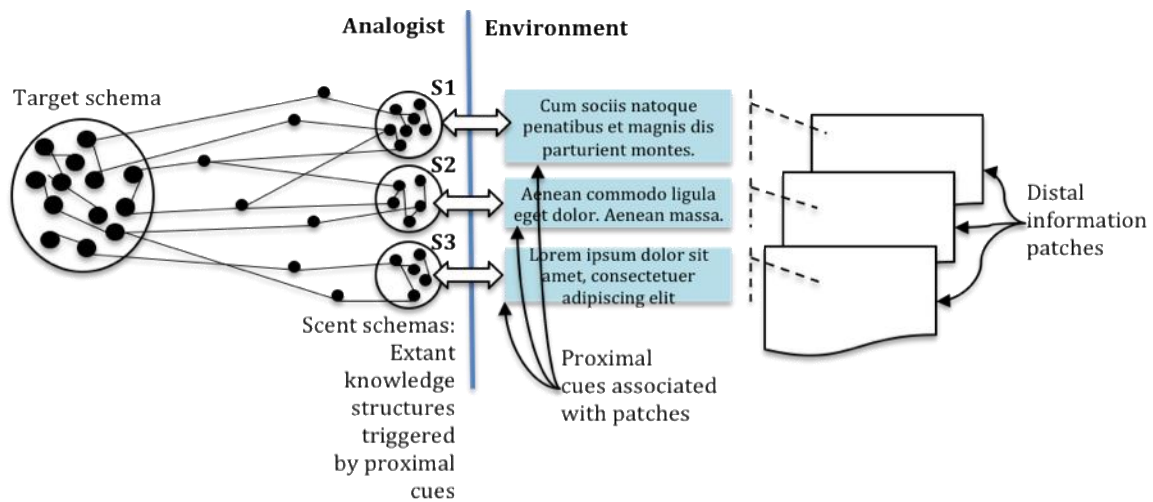 Analogist
Environment
Target schema
S1
Cum sociis natoque
penatibus et magnis dis
parturient montes.
S2
Aenean commodo ligula
eget dolor. Aenean massa.
S3
Lorem ipsum dolor sit
amet, consectetuer
adipiscing elit
Distal
information
patches
Scent schemas:
Extant
knowledge
structures
triggered
by proximal
cues
Proximal
cues associated
with patches